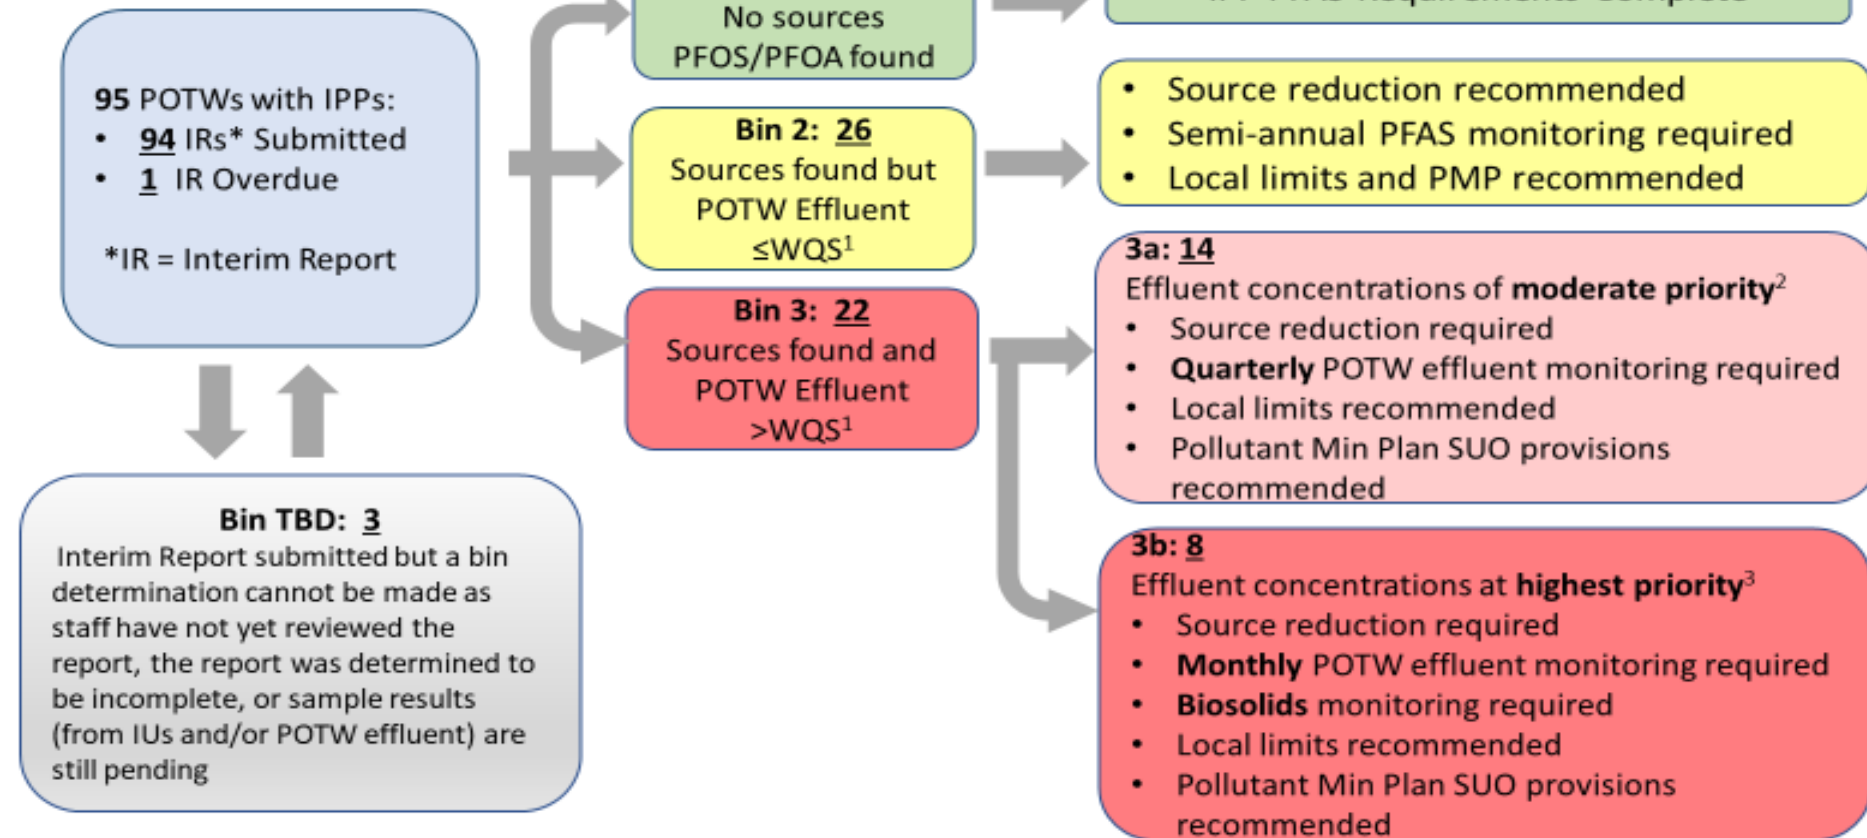 No sources
PFOS/PFOA found
95 POTWs with IPPs:
• 94 IRs* Submitted
• 1 IR Overdue
*IR = Interim Report
Bin 2: 26
Sources found but
POTW Effluent
≤WQS¹
• Source reduction recommended
• Semi-annual PFAS monitoring required
• Local limits and PMP recommended
Bin 3: 22
Sources found and
POTW Effluent
>WQS¹
3a: 14
Effluent concentrations of moderate priority²
• Source reduction required
• Quarterly POTW effluent monitoring required
• Local limits recommended
• Pollutant Min Plan SUO provisions
recommended
Bin TBD: 3
Interim Report submitted but a bin
determination cannot be made as
staff have not yet reviewed the
report, the report was determined to
be incomplete, or sample results
(from IUs and/or POTW effluent) are
still pending
3b: 8
Effluent concentrations at highest priority³
• Source reduction required
• Monthly POTW effluent monitoring required
• Biosolids monitoring required
• Local limits recommended
• Pollutant Min Plan SUO provisions
recommended